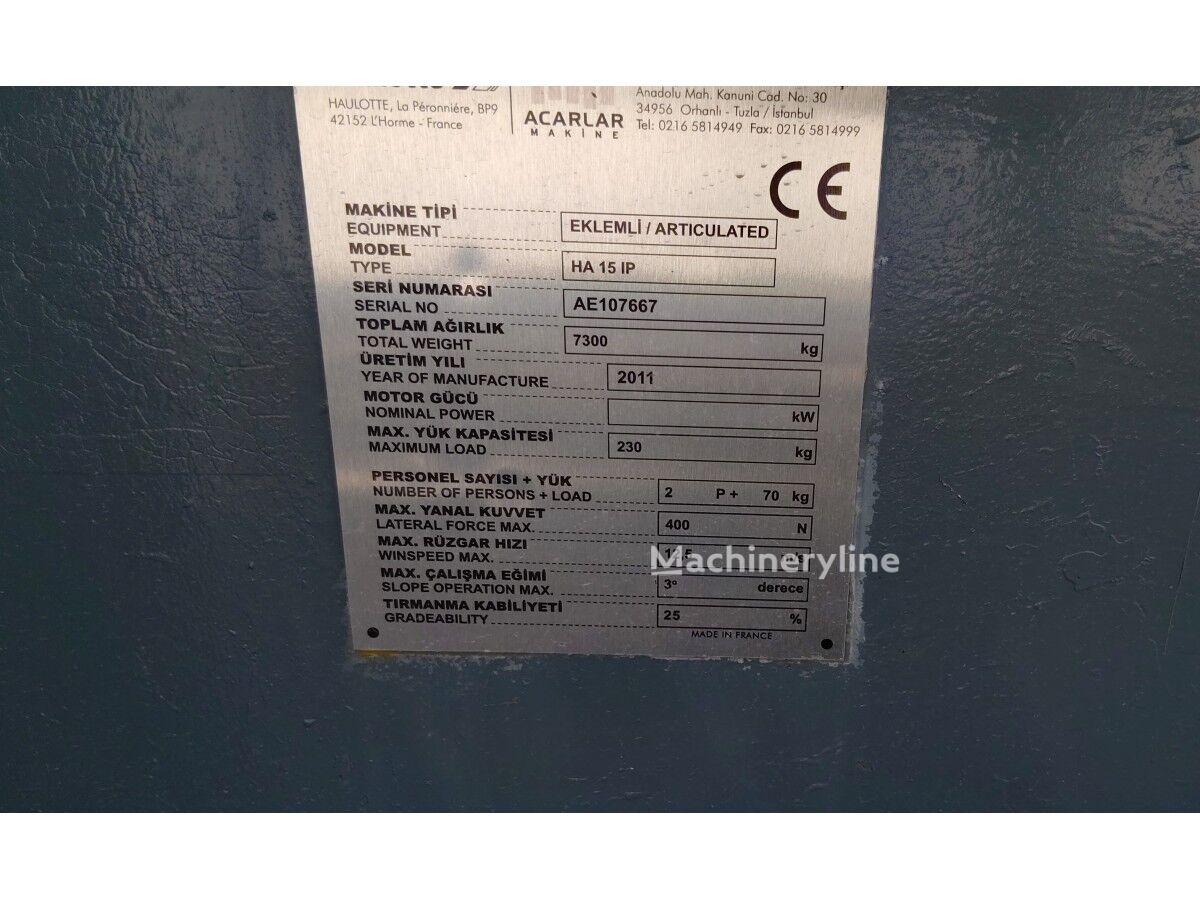 HAULOTTE, La Péronnière, BP9
42152 L'Horme - France
ACARLAR
MAKİNE
Anadolu Mah. Kanuni Cad. No: 30
34956 Orhanlı - Tuzla / İstanbul
Tel: 0216 5814949 Fax: 0216 5814999
CE
MAKİNE TİPİ
EQUIPMENT EKLEMLİ / ARTICULATED
MODEL
TYPE HA 15 IP
SERİ NUMARASI
SERIAL NO AE107667
TOPLAM AĞIRLIK
TOTAL WEIGHT 7300 kg
ÜRETİM YILI
YEAR OF MANUFACTURE 2011
MOTOR GÜCÜ
NOMINAL POWER kW
MAX. YÜK KAPASİTESİ
MAXIMUM LOAD 230 kg
PERSONEL SAYISI + YÜK
NUMBER OF PERSONS + LOAD 2 P + 70 kg
MAX. YANAL KUVVET
LATERAL FORCE MAX. 400 N
MAX. RÜZGAR HIZI
WINSPEED MAX.
Machineryline
MAX. ÇALIŞMA EĞİMİ
SLOPE OPERATION MAX. 3° derece
TIRMANMA KABİLİYETİ
GRADEABILITY 25 %
MADE IN FRANCE